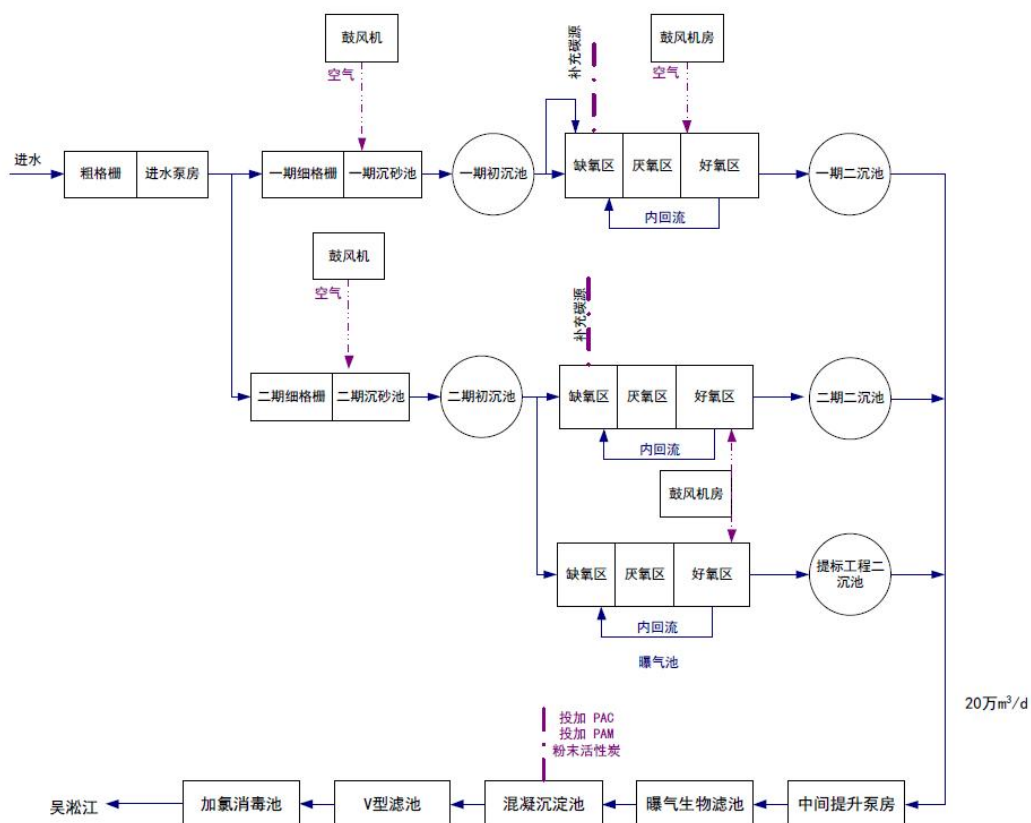 鼓风机
空气
补充碳源
鼓风机房
空气
进水
粗格栅
进水泵房
一期细格栅
一期沉砂池
一期初沉池
缺氧区
厌氧区
好氧区
一期二沉池
内回流
鼓风机
空气
补充碳源
二期细格栅
二期沉砂池
二期初沉池
缺氧区
厌氧区
好氧区
二期二沉池
内回流
鼓风机房
缺氧区
厌氧区
好氧区
提标工程二
沉池
内回流
曝气池
20万m³/d
投加 PAC
投加 PAM
粉末活性炭
吴淞江
加氯消毒池
V型滤池
混凝沉淀池
曝气生物滤池
中间提升泵房